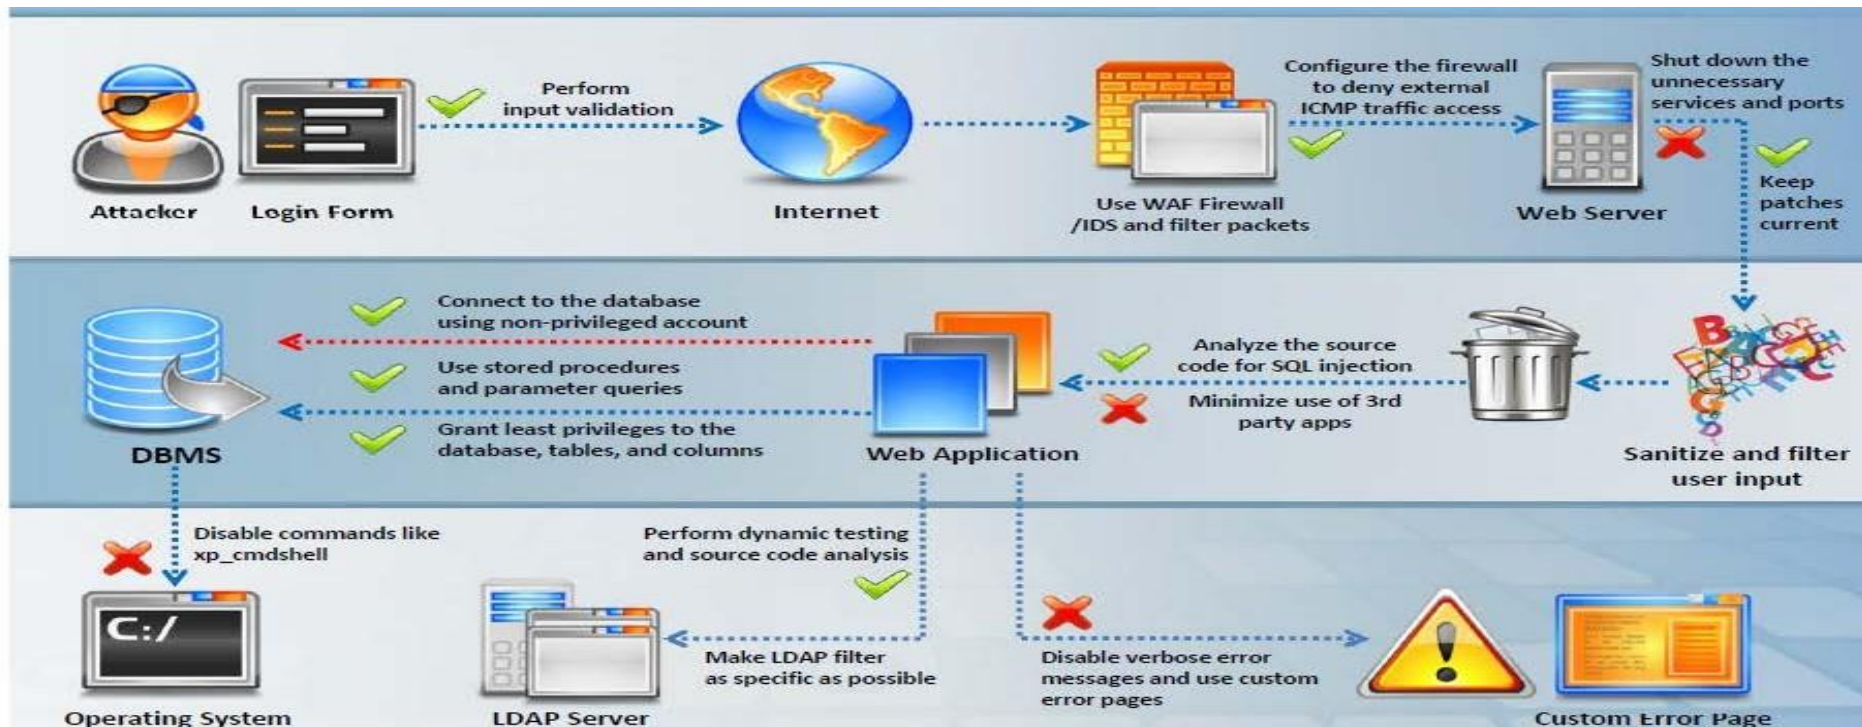 Perform
input validation
Configure the firewall
to deny external
ICMP traffic access
Shut down the
unnecessary
services and ports
Keep
patches
current
Attacker
Login Form
Internet
Use WAF Firewall
/IDS and filter packets
Web Server
Connect to the database
using non-privileged account
Use stored procedures
and parameter queries
Grant least privileges to the
database, tables, and columns
Analyze the source
code for SQL injection
Minimize use of 3rd
party apps
DBMS
Web Application
Sanitize and filter
user input
Disable commands like
xp_cmdshell
Perform dynamic testing
and source code analysis
C:/
Make LDAP filter
as specific as possible
Disable verbose error
messages and use custom
error pages
Operating System
LDAP Server
Custom Error Page